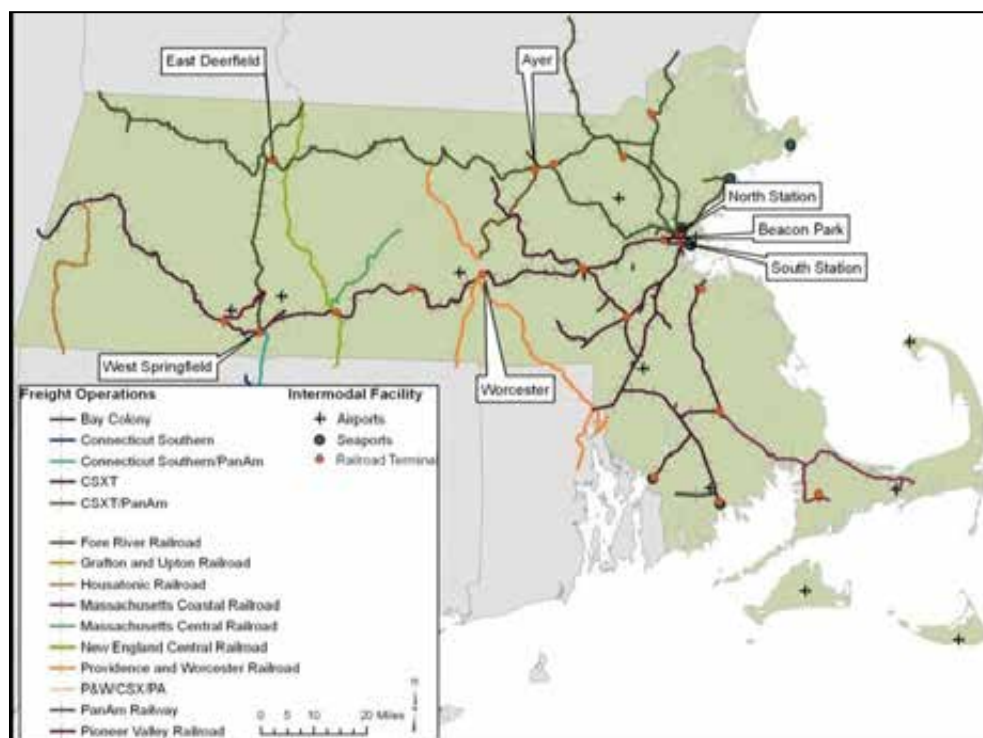 East Deerfield
Ayer
North Station
Beacon Park
South Station
West Springfield
Worcester
Freight Operations
Bay Colony
Connecticut Southern
Connecticut Southern/PanAm
CSXT
CSXT/PanAm
Fore River Railroad
Grafton and Upton Railroad
Housatonic Railroad
Massachusetts Coastal Railroad
Massachusetts Central Railroad
New England Central Railroad
Providence and Worcester Railroad
P&W/CSX/PA
PanAm Railway
Pioneer Valley Railroad
Intermodal Facility
Airports
Seaports
Railroad Terminal
0 5 10 20 Miles